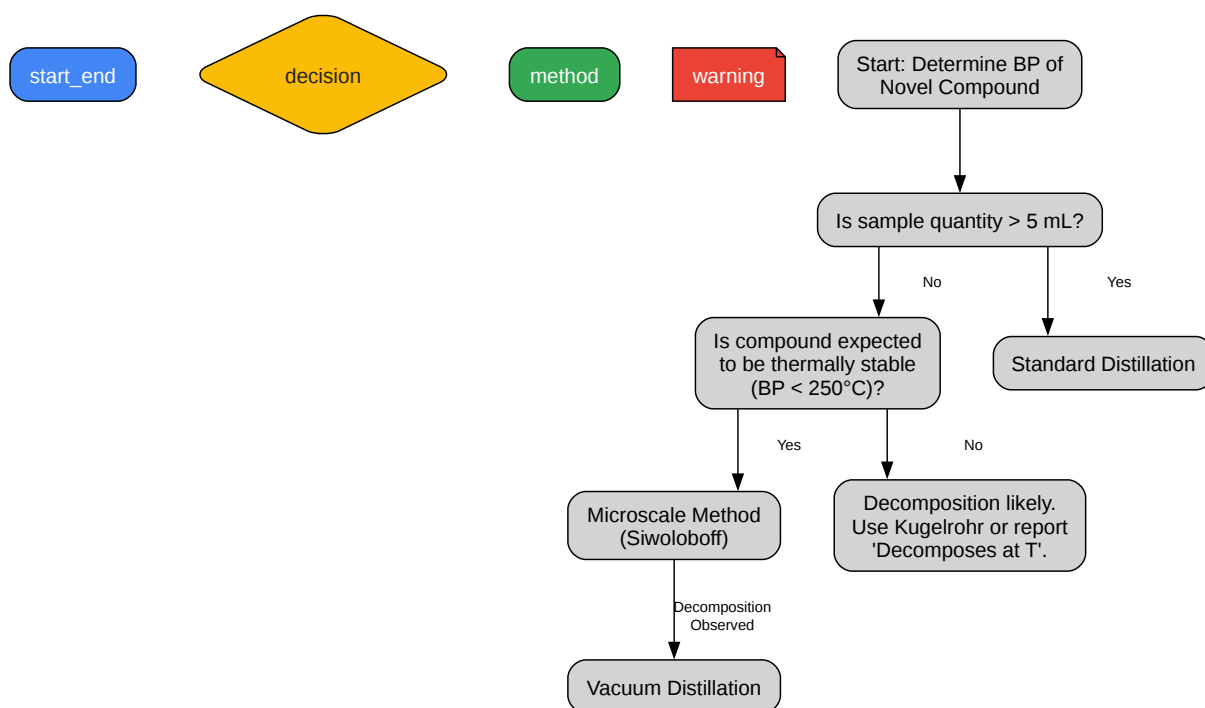 start_end
decision
method
warning
Start: Determine BP of
Novel Compound
Is sample quantity > 5 mL?
No
Yes
Is compound expected
to be thermally stable
(BP < 250°C)?
Standard Distillation
Yes
No
Microscale Method
(Siwoloboff)
Decomposition likely.
Use Kugelrohr or report
'Decomposes at T'.
Decomposition
Observed
Vacuum Distillation